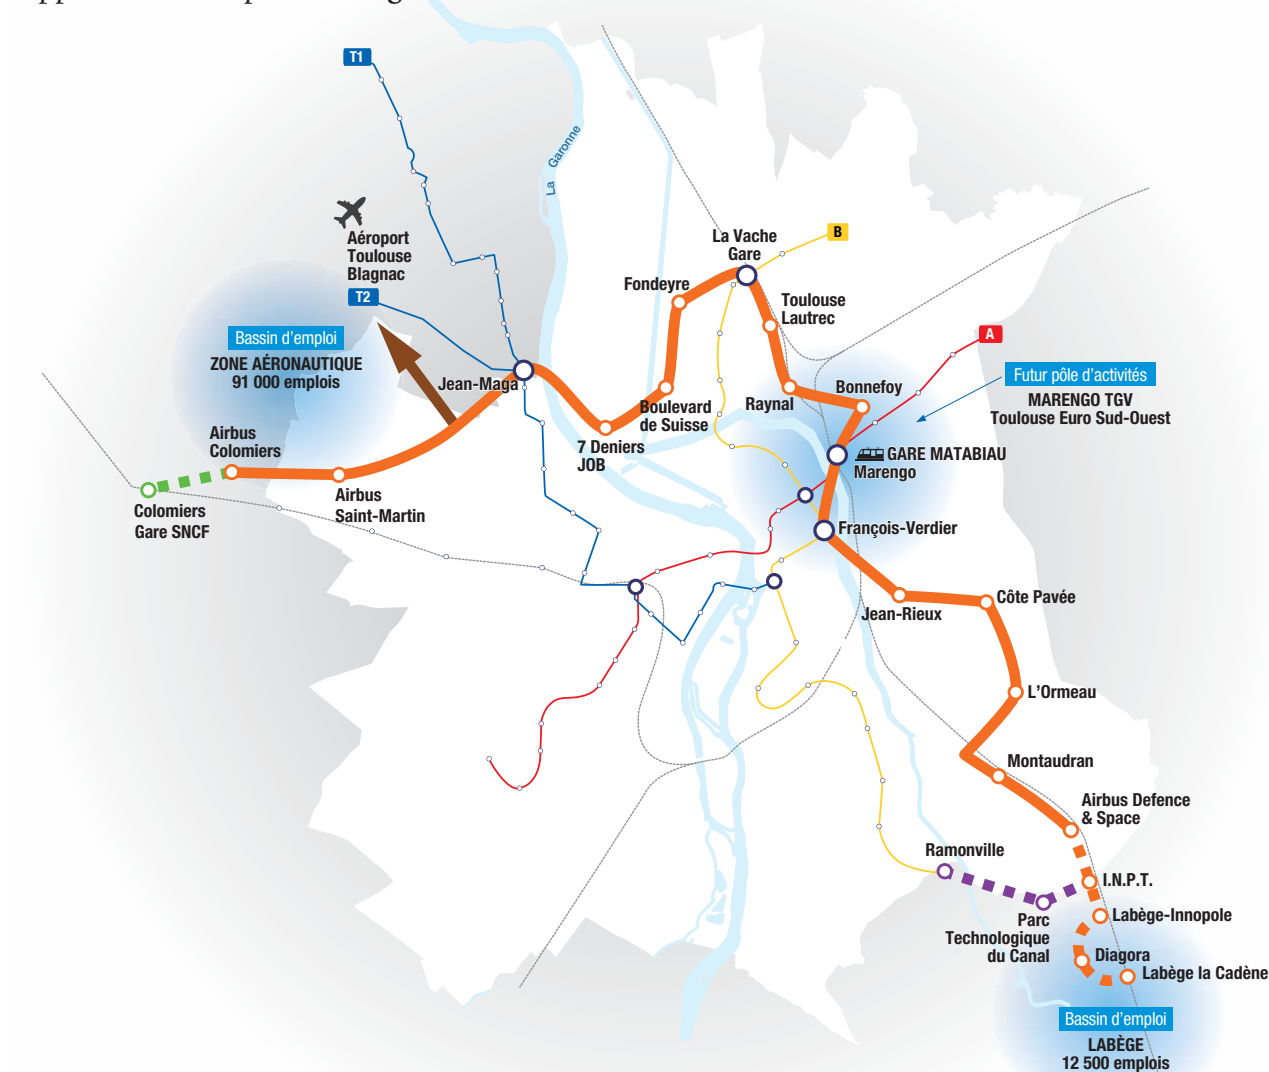 T1
La Garonne
Aéroport
Toulouse
Blagnac
T2
B
La Vache
Gare
Fondeyre
Toulouse
Lautrec
A
Bassin d'emploi
ZONE AÉRONAUTIQUE
91 000 emplois
Jean-Maga
Futur pôle d'activités
MARENGO TGV
Toulouse Euro Sud-Ouest
Bonnefoy
Raynal
Boulevard
de Suisse
7 Deniers
JOB
Airbus
Colomiers
GARE MATABIAU
Marengo
Airbus
Saint-Martin
Colomiers
Gare SNCF
François-Verdier
Jean-Rieux
Côte Pavée
L'Ormeau
Montaudran
Airbus Defence
& Space
Ramonville
I.N.P.T.
Parc
Technologique
du Canal
Labège-Innopole
Diagora
Labège la Cadène
Bassin d'emploi
LABÈGE
12 500 emplois